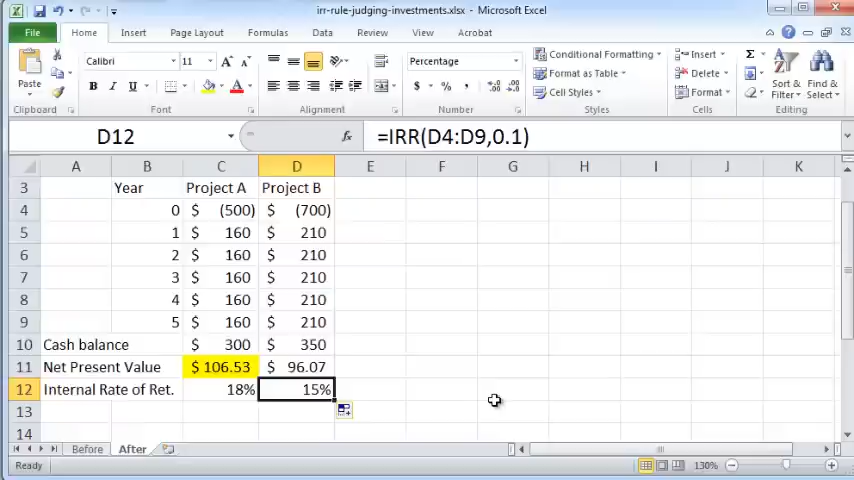 irr-rule-judging-investments.xlsx - Microsoft Excel
File Home Insert Page Layout Formulas Data Review View Developer Acrobat
Calibri 11 Percentage Conditional Formatting Insert Σ
Paste B I U A $ % , Format as Table Delete Sort & Filter Find & Select
Cell Styles Format
Clipboard Font Alignment Number Styles Cells Editing
D12 fx =IRR(D4:D9,0.1)
A B C D E F G H I J K
3 Year Project A Project B
4 0 $ (500) $ (700)
5 1 $ 160 $ 210
6 2 $ 160 $ 210
7 3 $ 160 $ 210
8 4 $ 160 $ 210
9 5 $ 160 $ 210
10 Cash balance $ 300 $ 350
11 Net Present Value $ 106.53 $ 96.07
12 Internal Rate of Ret. 18% 15%
13
14
Before After
Ready 130%